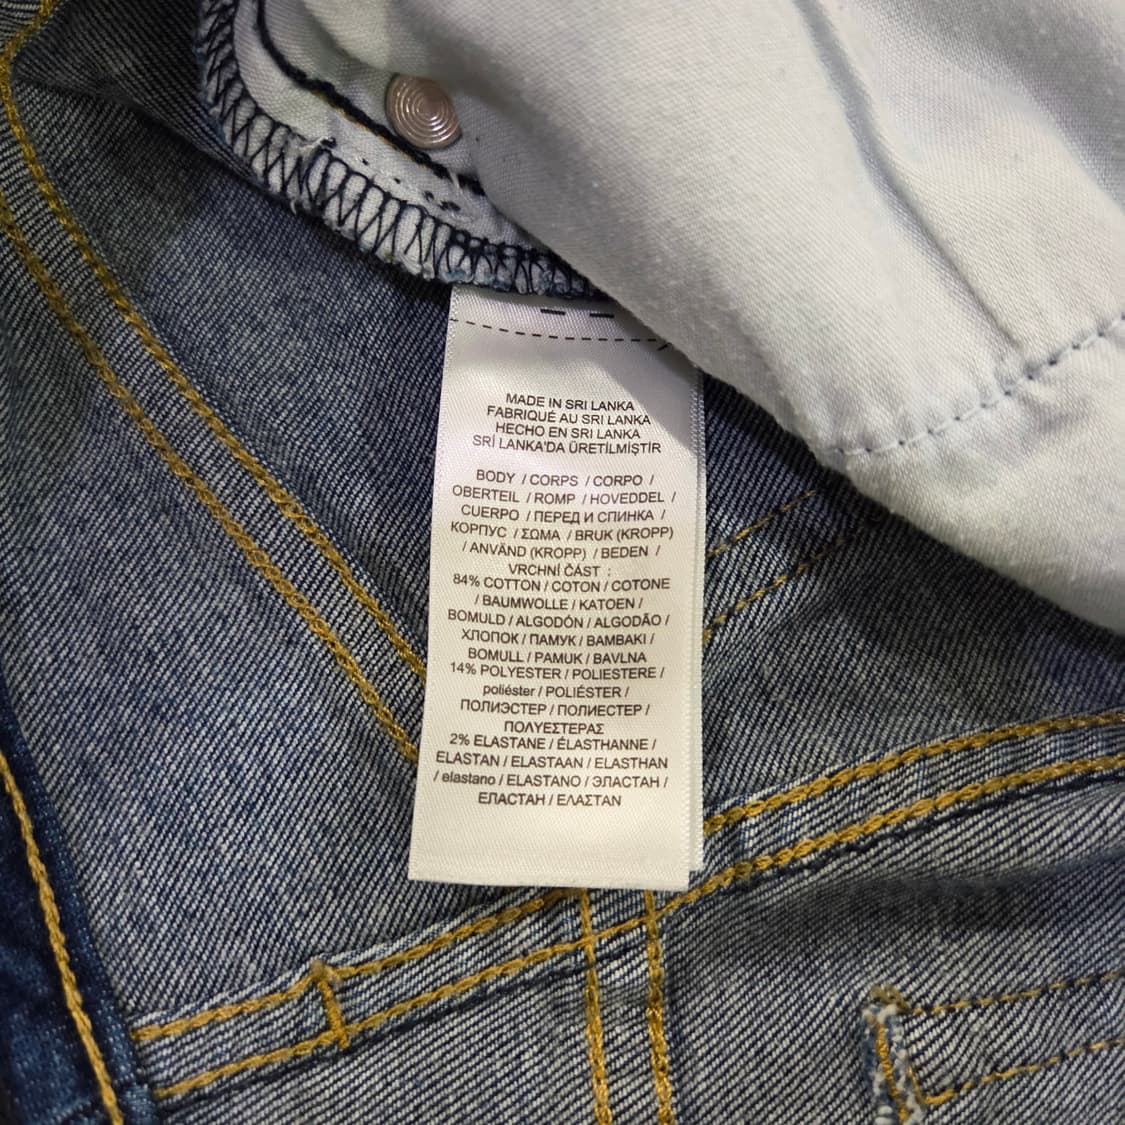 MADE IN SRI LANKA
FABRIQUÉ AU SRI LANKA
HECHO EN SRI LANKA
SRİ LANKA'DA ÜRETİLMİŞTİR
BODY / CORPS / CORPO /
OBERTEIL / ROMP / HOVEDDEL /
CUERPO / ПЕРЕД И СПИНКА /
КОРПУС / ΣΩΜΑ / BRUK (KROPP)
/ ANVÄND (KROPP) / BEDEN /
VRCHNÍ ČÁST :
84% COTTON / COTON / COTONE
/ BAUMWOLLE / KATOEN /
BOMULD / ALGODÓN / ALGODÃO /
ХЛОПОК / ПАМУК / ΒΑΜΒΑΚΙ /
BOMULL / PAMUK / BAVLNA
14% POLYESTER / POLIESTERE /
poliéster / POLIÉSTER /
ПОЛИЭСТЕР / ПОЛИЕСТЕР /
ΠΟΛΥΕΣΤΕΡΑΣ
2% ELASTANE / ÉLASTHANNE /
ELASTAN / ELASTAAN / ELASTHAN
/ elastano / ELASTANO / ЭЛАСТАН /
ЕЛАСТАН / ΕΛΑΣΤΑΝ